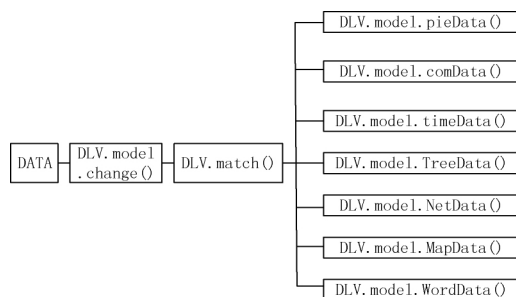 DLV.model.pieData()
DLV.model.comData()
DLV.model.timeData()
DATA
DLV.model
.change()
DLV.match()
DLV.model.TreeData()
DLV.model.NetData()
DLV.model.MapData()
DLV.model.WordData()